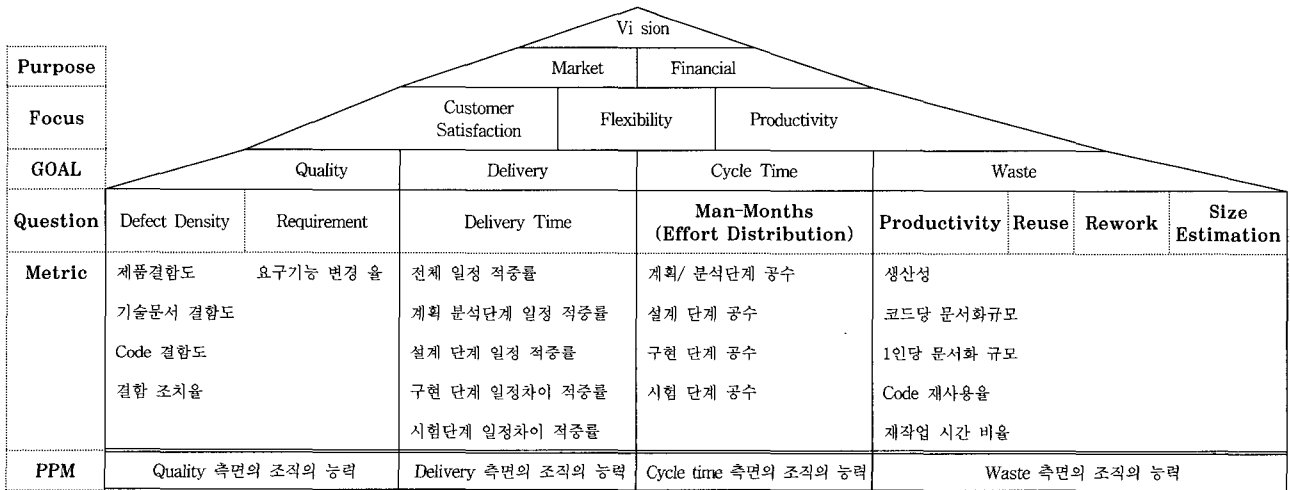 Vi sion
Purpose Market Financial
Focus Customer Satisfaction Flexibility Productivity
GOAL Quality Delivery Cycle Time Waste
Question Defect Density Requirement Delivery Time Man-Months (Effort Distribution) Productivity Reuse Rework Size Estimation
Metric 제품결함도 요구기능 변경 율 전체 일정 적중률 계획/ 분석단계 공수 생산성
기술문서 결함도 계획 분석단계 일정 적중률 설계 단계 공수 코드당 문서화규모
Code 결함도 설계 단계 일정 적중률 구현 단계 공수 1인당 문서화 규모
결함 조치율 구현 단계 일정차이 적중률 시험 단계 공수 Code 재사용율
시험단계 일정차이 적중률 재작업 시간 비율
PPM Quality 측면의 조직의 능력 Delivery 측면의 조직의 능력 Cycle time 측면의 조직의 능력 Waste 측면의 조직의 능력